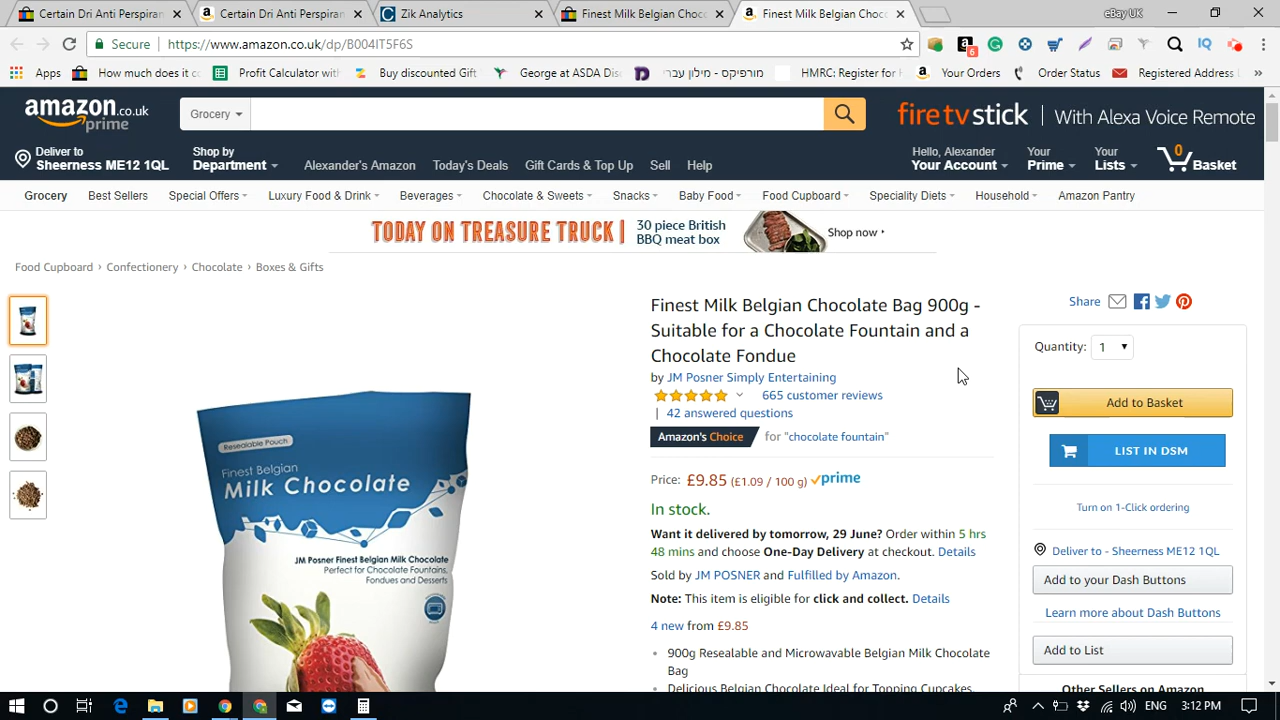 Certain Dri Anti Perspiran
Certain Dri Anti Perspiran
Zik Analytics
Finest Milk Belgian Choco
Finest Milk Belgian Choc
eBay UK
Secure
https://www.amazon.co.uk/dp/B004IT5F6S
6
IQ
Apps
How much does it c
Profit Calculator with
Buy discounted Gift
George at ASDA Dis
מורפיקס - מילון עברי
HMRC: Register for
Your Orders
Order Status
Registered Address
amazon.co.uk
prime
Grocery
fire tv stick | With Alexa Voice Remote
Deliver to
Sheerness ME12 1QL
Shop by
Department
Alexander's Amazon
Today's Deals
Gift Cards & Top Up
Sell
Help
Hello, Alexander
Your Account
Your
Prime
Your
Lists
0
Basket
Grocery
Best Sellers
Special Offers
Luxury Food & Drink
Beverages
Chocolate & Sweets
Snacks
Baby Food
Food Cupboard
Speciality Diets
Household
Amazon Pantry
TODAY ON TREASURE TRUCK |
30 piece British
BBQ meat box
Shop now
Food Cupboard › Confectionery › Chocolate › Boxes & Gifts
Resealable Pouch
Finest Belgian
Milk Chocolate
JM Posner Finest Belgian Milk Chocolate
Perfect for Chocolate Fountains,
Fondues and Desserts
Finest Milk Belgian Chocolate Bag 900g -
Suitable for a Chocolate Fountain and a
Chocolate Fondue
by JM Posner Simply Entertaining
665 customer reviews
| 42 answered questions
Amazon's Choice for "chocolate fountain"
Price: £9.85 (£1.09 / 100 g) prime
In stock.
Want it delivered by tomorrow, 29 June? Order within 5 hrs
48 mins and choose One-Day Delivery at checkout. Details
Sold by JM POSNER and Fulfilled by Amazon.
Note: This item is eligible for click and collect. Details
4 new from £9.85
900g Resealable and Microwavable Belgian Milk Chocolate
Bag
Delicious Belgian Chocolate Ideal for Topping Cupcakes,
Share
Quantity: 1
Add to Basket
LIST IN DSM
Turn on 1-Click ordering
Deliver to - Sheerness ME12 1QL
Add to your Dash Buttons
Learn more about Dash Buttons
Add to List
Other Sellers on Amazon
ENG
3:12 PM